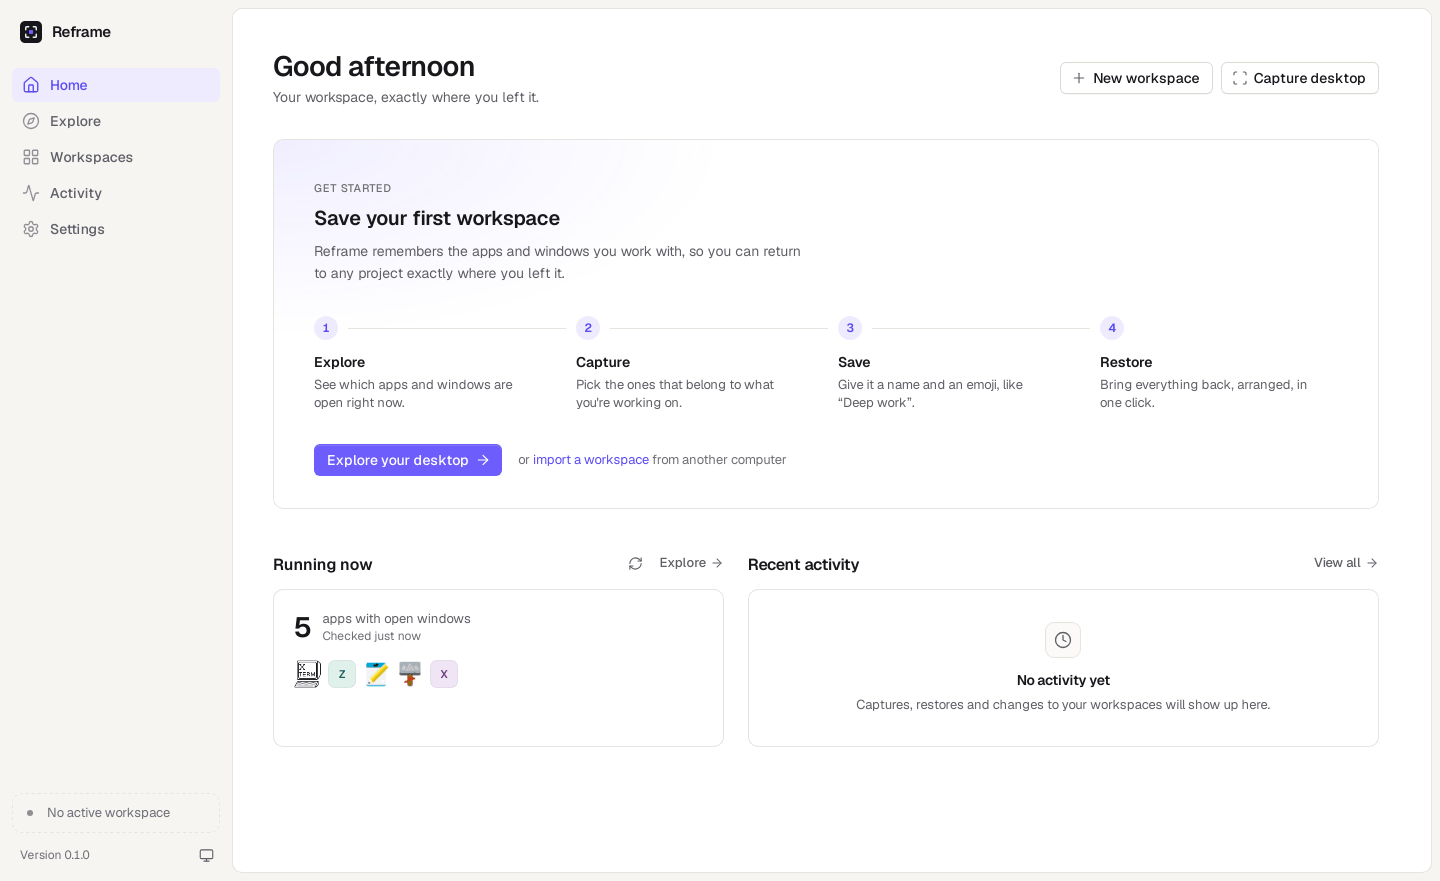 Reframe
Home
Explore
Workspaces
Activity
Settings
No active workspace
Version 0.1.0
Good afternoon
Your workspace, exactly where you left it.
New workspace
Capture desktop
GET STARTED
Save your first workspace
Reframe remembers the apps and windows you work with, so you can return
to any project exactly where you left it.
1
Explore
See which apps and windows are
open right now.
2
Capture
Pick the ones that belong to what
you're working on.
3
Save
Give it a name and an emoji, like
“Deep work”.
4
Restore
Bring everything back, arranged, in
one click.
Explore your desktop
or import a workspace from another computer
Running now
Explore
5
apps with open windows
Checked just now
X
TERM
Z
X
Recent activity
View all
No activity yet
Captures, restores and changes to your workspaces will show up here.